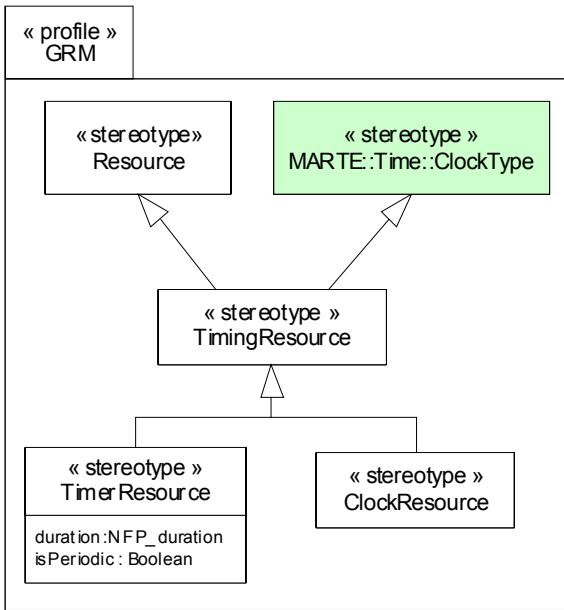 « profile »
GRM
« stereotype»
Resource
« stereotype »
MARTE::Time::ClockType
« stereotype »
TimingResource
« stereotype »
TimerResource
duration:NFP_duration
isPeriodic : Boolean
« stereotype »
ClockResource